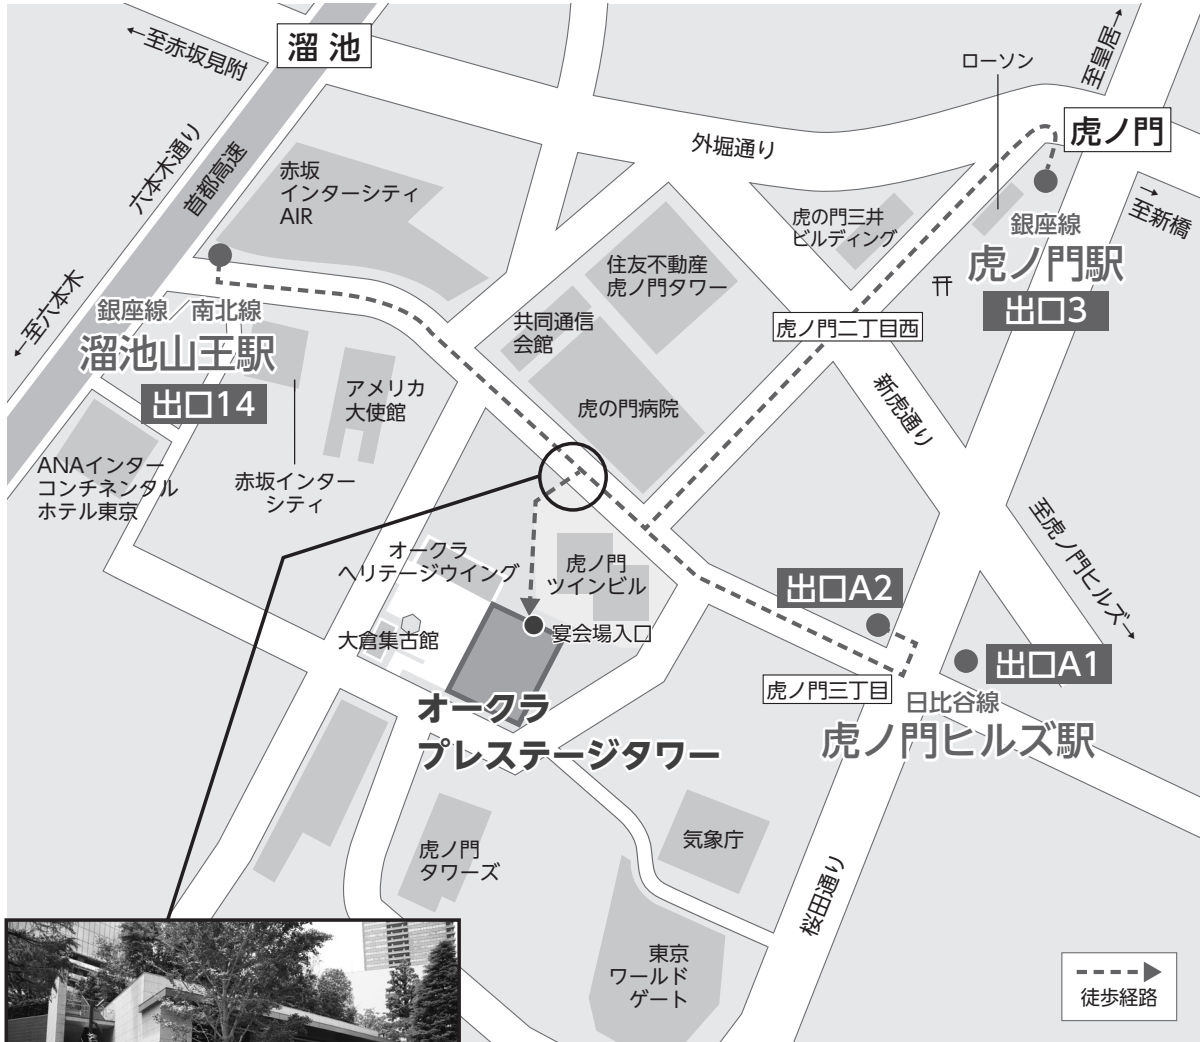 ←至赤坂見附
溜 池
六本木通り
首都高速
←至六本木
赤坂
インターシティ
AIR
外堀通り
ローソン
至皇居→
虎ノ門
→
至新橋
虎の門三井
ビルディング
銀座線
虎ノ門駅
出口3
住友不動産
虎ノ門タワー
虎ノ門二丁目西
共同通信
会館
銀座線／南北線
溜池山王駅
出口14
アメリカ
大使館
虎の門病院
新虎通り
ANAインター
コンチネンタル
ホテル東京
赤坂インター
シティ
至虎ノ門ヒルズ→
オークラ
ヘリテージウイング
虎ノ門
ツインビル
出口A2
大倉集古館
宴会場入口
出口A1
虎ノ門三丁目
日比谷線
虎ノ門ヒルズ駅
オークラ
プレステージタワー
虎ノ門
タワーズ
気象庁
桜田通り
東京
ワールド
ゲート
徒歩経路